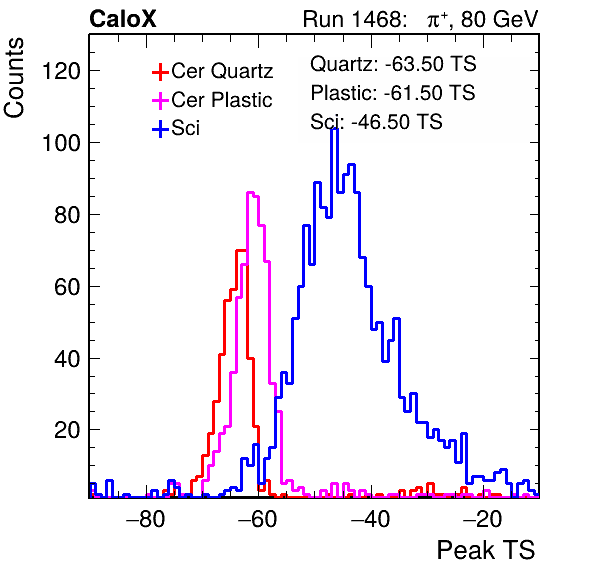 CaloX Run 1468: π⁺, 80 GeV
Counts
120
100
80
60
40
20
Cer Quartz
Cer Plastic
Sci
Quartz: -63.50 TS
Plastic: -61.50 TS
Sci: -46.50 TS
−80 −60 −40 −20
Peak TS